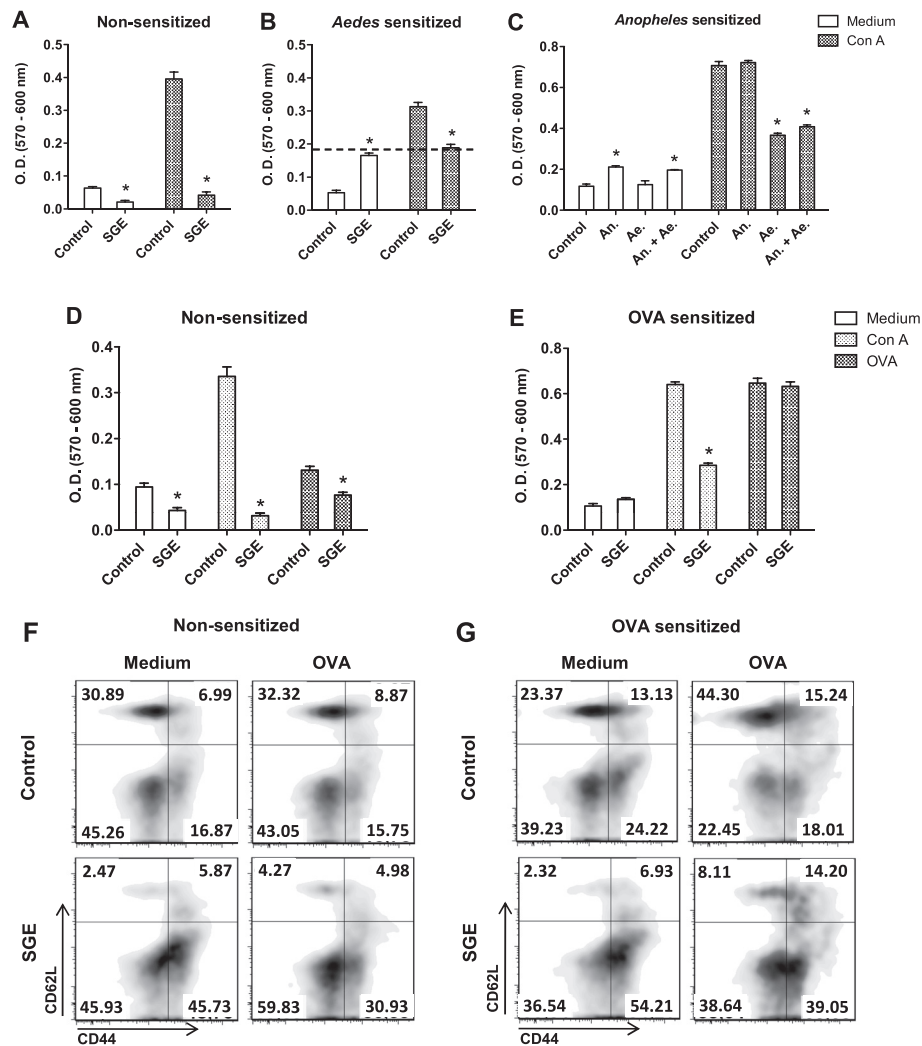 A
Non-sensitized
O. D. (570 - 600 nm)
0.5
0.4
0.3
0.2
0.1
0.0
*
*
Control
SGE
Control
SGE
B
Aedes sensitized
O. D. (570 - 600 nm)
0.5
0.4
0.3
0.2
0.1
0.0
*
*
Control
SGE
Control
SGE
C
Anopheles sensitized
O. D. (570 - 600 nm)
0.8
0.6
0.4
0.2
0.0
*
*
*
*
Control
An.
Ae.
An. + Ae.
Control
An.
Ae.
An. + Ae.
Medium
Con A
D
Non-sensitized
O. D. (570 - 600 nm)
0.4
0.3
0.2
0.1
0.0
*
*
*
Control
SGE
Control
SGE
Control
SGE
E
OVA sensitized
O. D. (570 - 600 nm)
0.8
0.6
0.4
0.2
0.0
*
Control
SGE
Control
SGE
Control
SGE
Medium
Con A
OVA
F
Non-sensitized
Medium
OVA
Control
30.89
6.99
45.26
16.87
32.32
8.87
43.05
15.75
SGE
2.47
5.87
45.93
45.73
4.27
4.98
59.83
30.93
CD62L
CD44
G
OVA sensitized
Medium
OVA
Control
23.37
13.13
39.23
24.22
44.30
15.24
22.45
18.01
SGE
2.32
6.93
36.54
54.21
8.11
14.20
38.64
39.05
CD62L
CD44